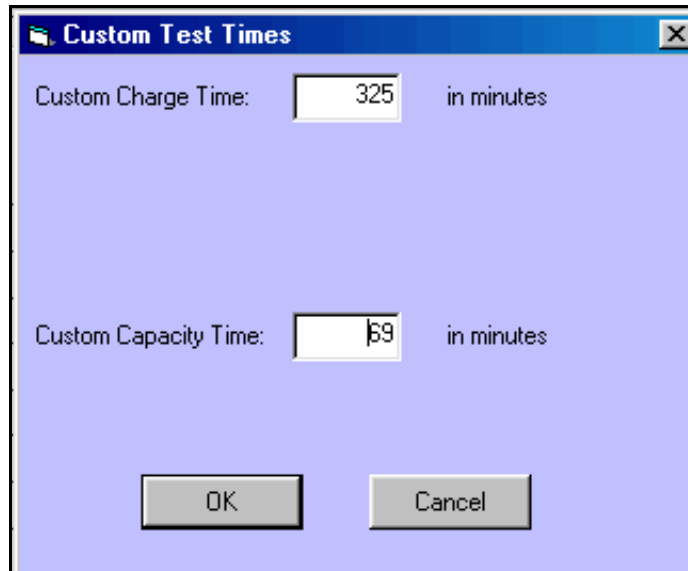 Custom Test Times
Custom Charge Time: 325 in minutes
Custom Capacity Time: 69 in minutes
OK Cancel